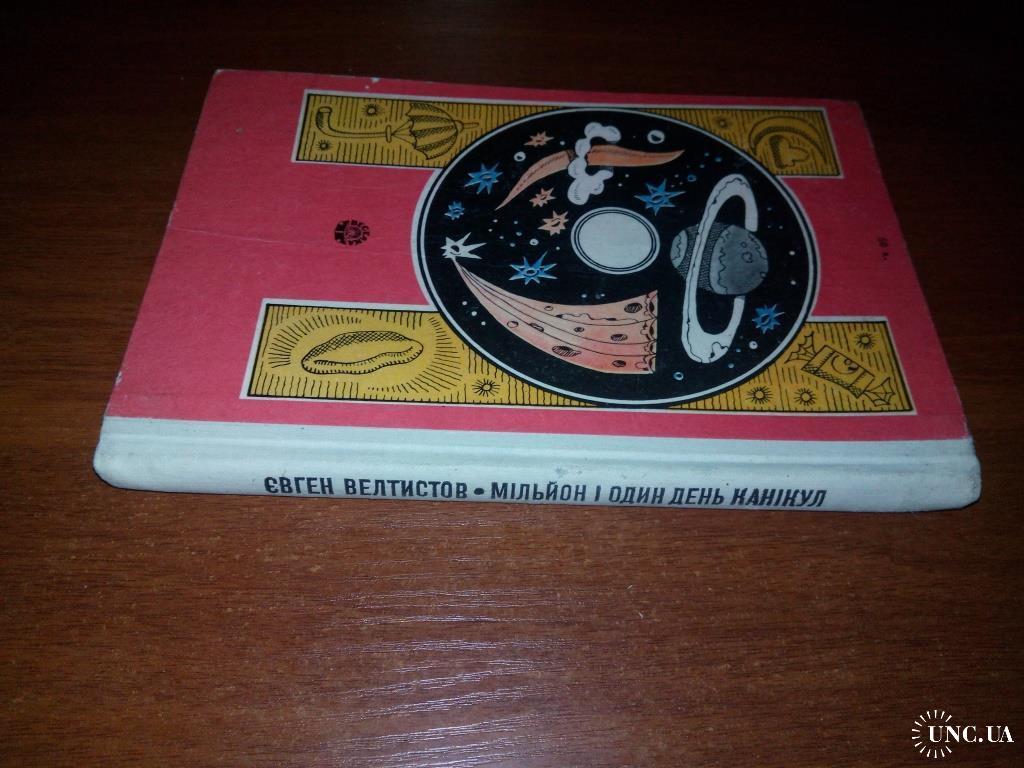 ЄВГЕН ВЕЛТИСТОВ • МІЛЬЙОН І ОДИН ДЕНЬ КАНІКУЛ
UNC.UA